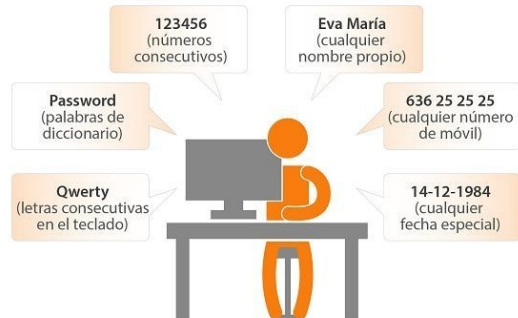 123456
(números
consecutivos)
Eva María
(cualquier
nombre propio)
Password
(palabras de
diccionario)
636 25 25 25
(cualquier número
de móvil)
Qwerty
(letras consecutivas
en el teclado)
14-12-1984
(cualquier
fecha especial)